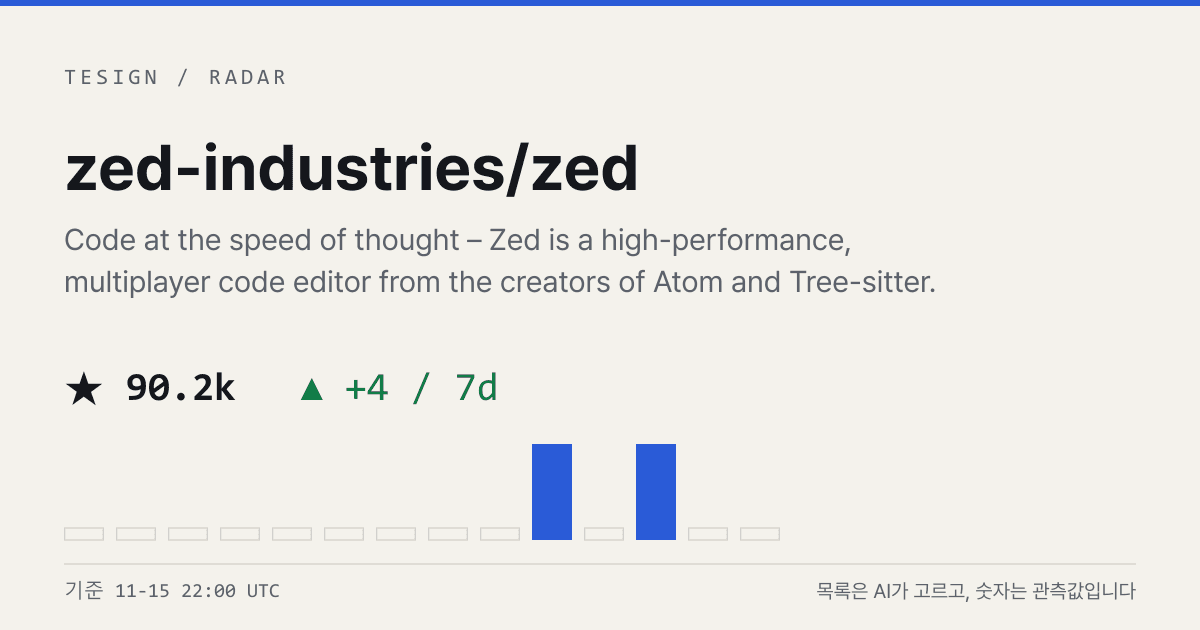 TESIGN / RADAR
zed-industries/zed
Code at the speed of thought – Zed is a high-performance,
multiplayer code editor from the creators of Atom and Tree-sitter.
★ 90.2k ▲ +4 / 7d
기준 11-15 22:00 UTC
목록은 AI가 고르고, 숫자는 관측값입니다